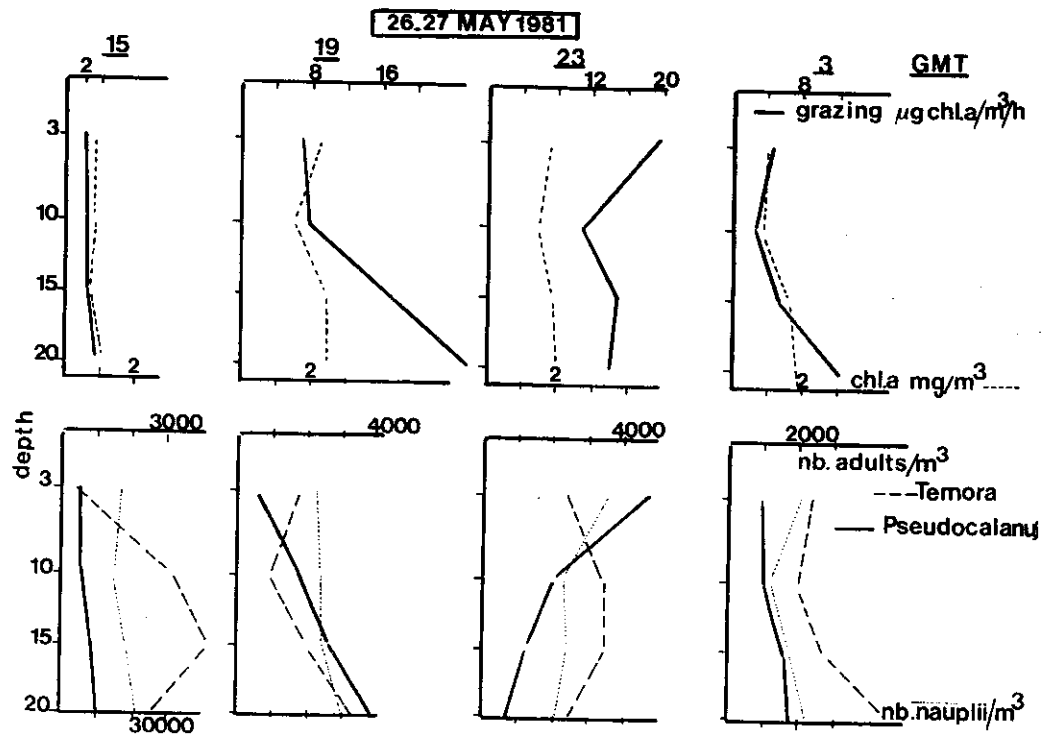 26-27 MAY 1981
15 19 23 3 GMT
2 8 16 12 20 8
grazing µg chl.a/m³/h
3
10
15
20
2 2 2 2
chl.a mg/m³
depth
3000 4000 4000 2000
nb. adults/m³
3
Temora
Pseudocalanus
10
15
20
30000
nb. nauplii/m³